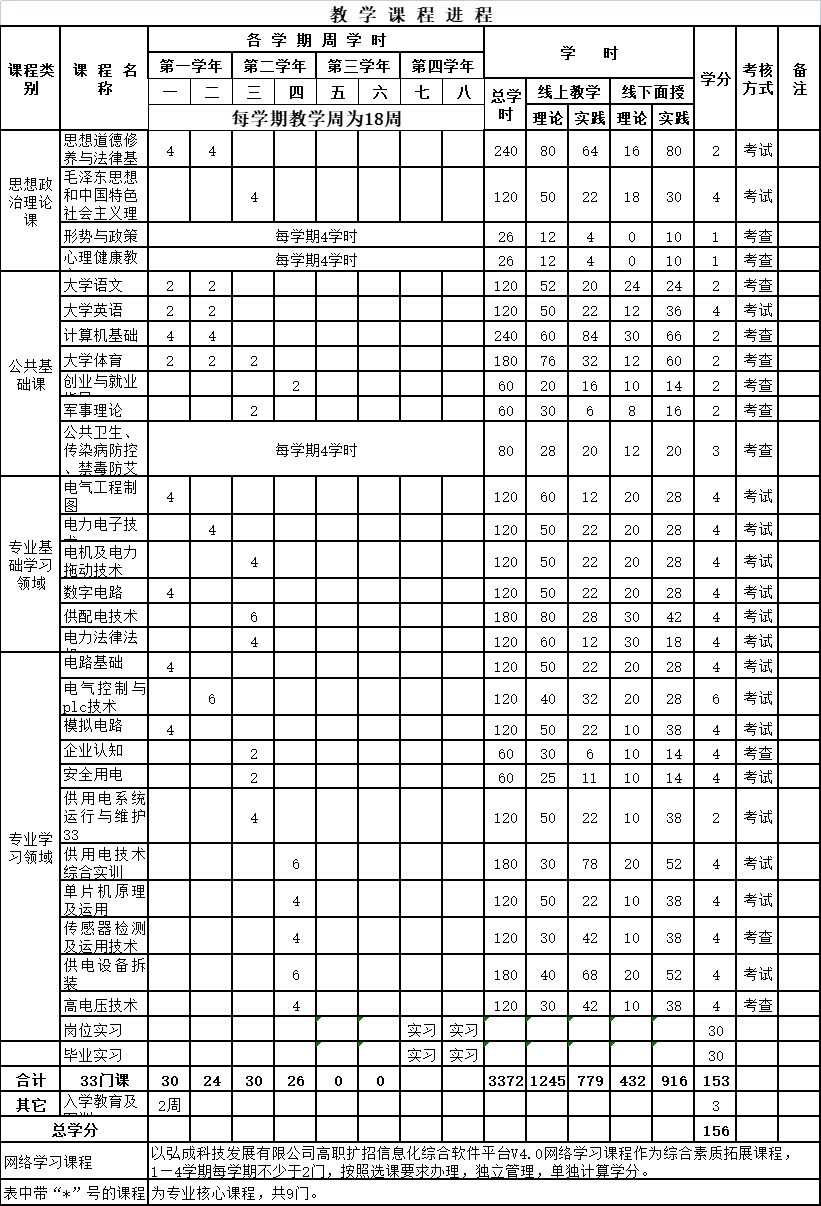 教 学 课 程 进 程
课程类别 课 程 名 称 各 学 期 周 学 时 学 时 学分 考核方式 备注
第一学年 第二学年 第三学年 第四学年 总学时 线上教学 线下面授
一 二 三 四 五 六 七 八 理论 实践 理论 实践
每学期教学周为18周
思想政治理论课
思想道德修养与法律基 4 4 240 80 64 16 80 2 考试
毛泽东思想和中国特色社会主义理 4 120 50 22 18 30 4 考试
形势与政策 每学期4学时 26 12 4 0 10 1 考查
心理健康教 每学期4学时 26 12 4 0 10 1 考查
公共基础课
大学语文 2 2 120 52 20 24 24 2 考查
大学英语 2 2 120 50 22 12 36 4 考试
计算机基础 4 4 240 60 84 30 66 2 考查
大学体育 2 2 2 180 76 32 12 60 2 考查
创业与就业 2 60 20 16 10 14 2 考查
军事理论 2 60 30 6 8 16 2 考查
公共卫生、传染病防控、禁毒防艾 每学期4学时 80 28 20 12 20 3 考查
专业基础学习领域
电气工程制图 4 120 60 12 20 28 4 考试
电力电子技 4 120 50 22 20 28 4 考试
电机及电力拖动技术 4 120 50 22 20 28 4 考试
数字电路 4 120 50 22 20 28 4 考试
供配电技术 6 180 80 28 30 42 4 考试
电力法律法 4 120 60 12 30 18 4 考试
专业学习领域
电路基础 4 120 50 22 20 28 4 考试
电气控制与plc技术 6 120 40 32 20 28 6 考试
模拟电路 4 120 50 22 10 38 4 考试
企业认知 2 60 30 6 10 14 4 考查
安全用电 2 60 25 11 10 14 4 考试
供用电系统运行与维护33 4 120 50 22 10 38 2 考试
供用电技术综合实训 6 180 30 78 20 52 4 考试
单片机原理及运用 4 120 50 22 10 38 4 考试
传感器检测及运用技术 4 120 30 42 10 38 4 考查
供电设备拆装 6 180 40 68 20 52 4 考试
高电压技术 4 120 30 42 10 38 4 考查
岗位实习 实习 实习 30
毕业实习 实习 实习 30
合计 33门课 30 24 30 26 0 0 3372 1245 779 432 916 153
其它 入学教育及 2周 3
总学分 156
网络学习课程 以弘成科技发展有限公司高职扩招信息化综合软件平台V4.0网络学习课程作为综合素质拓展课程，
1－4学期每学期不少于2门，按照选课要求办理，独立管理，单独计算学分。
表中带“*”号的课程 为专业核心课程，共9门。